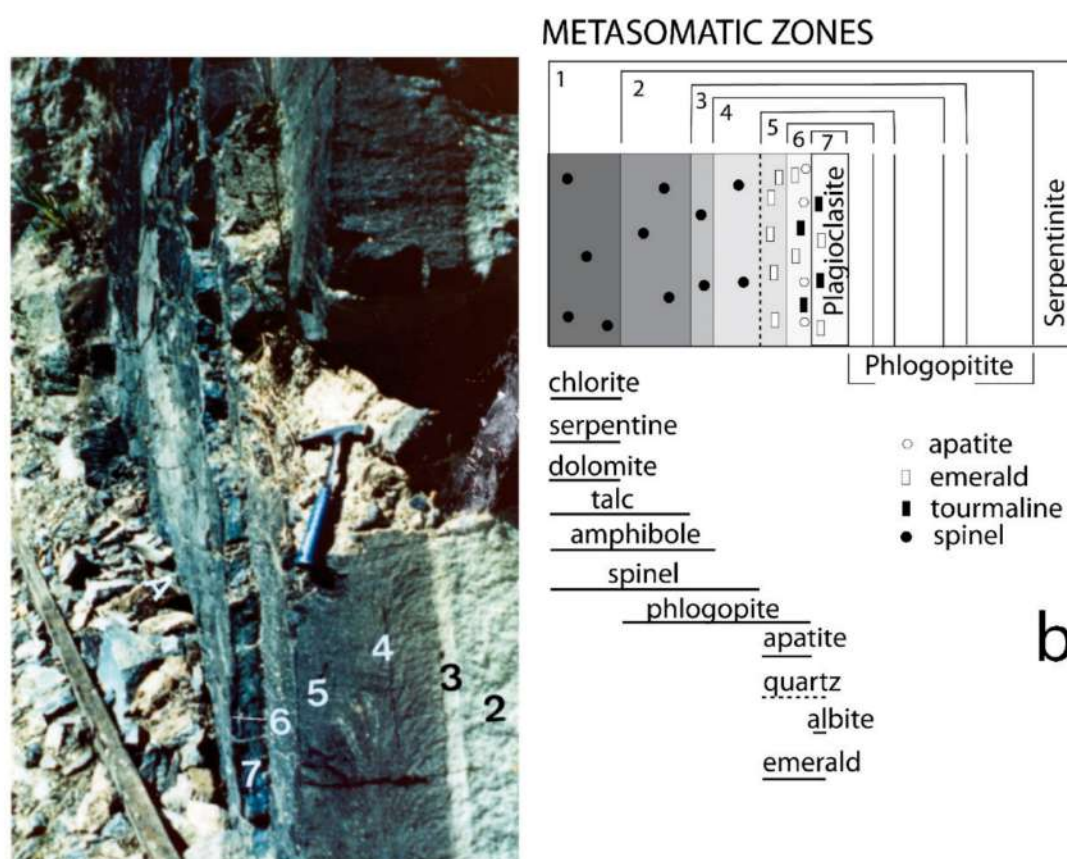 METASOMATIC ZONES
1
2
3
4
5
6
7
Plagioclasite
Serpentinite
Phlogopitite
chlorite
serpentine
dolomite
talc
amphibole
spinel
phlogopite
apatite
quartz
albite
emerald
apatite
emerald
tourmaline
spinel
b
4
4
3
2
5
6
7